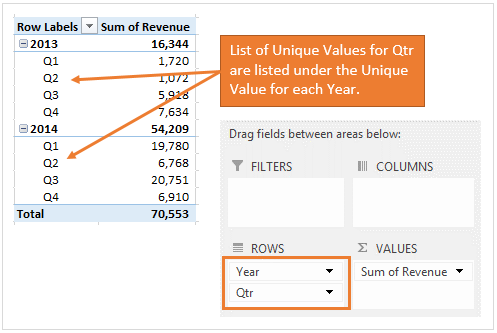 Row Labels Sum of Revenue
2013 16,344
Q1 1,720
Q2 1,072
Q3 5,918
Q4 7,634
2014 54,209
Q1 19,780
Q2 6,768
Q3 20,751
Q4 6,910
Total 70,553
List of Unique Values for Qtr
are listed under the Unique
Value for each Year.
Drag fields between areas below:
FILTERS
COLUMNS
ROWS
Year
Qtr
Σ VALUES
Sum of Revenue